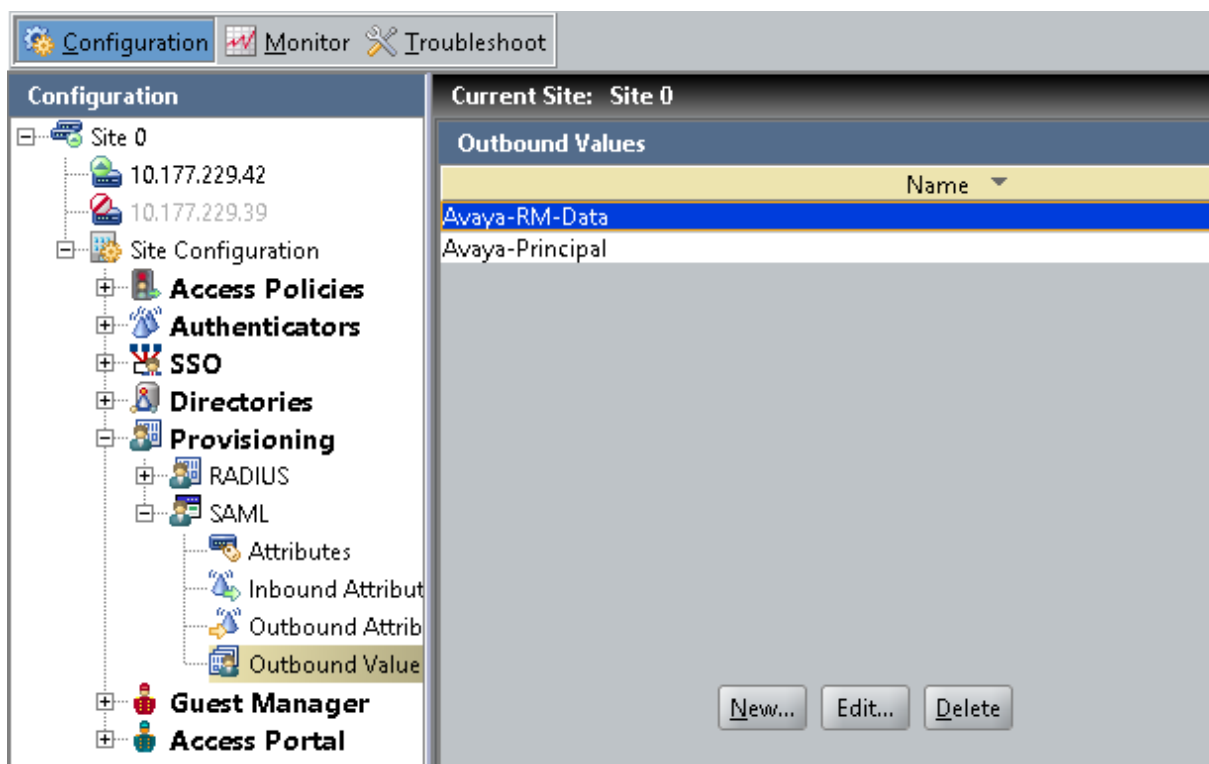 Configuration Monitor Troubleshoot
Configuration
Site 0
10.177.229.42
10.177.229.39
Site Configuration
Access Policies
Authenticators
SSO
Directories
Provisioning
RADIUS
SAML
Attributes
Inbound Attribut
Outbound Attrib
Outbound Value
Guest Manager
Access Portal
Current Site: Site 0
Outbound Values
Name
Avaya-RM-Data
Avaya-Principal
New... Edit... Delete